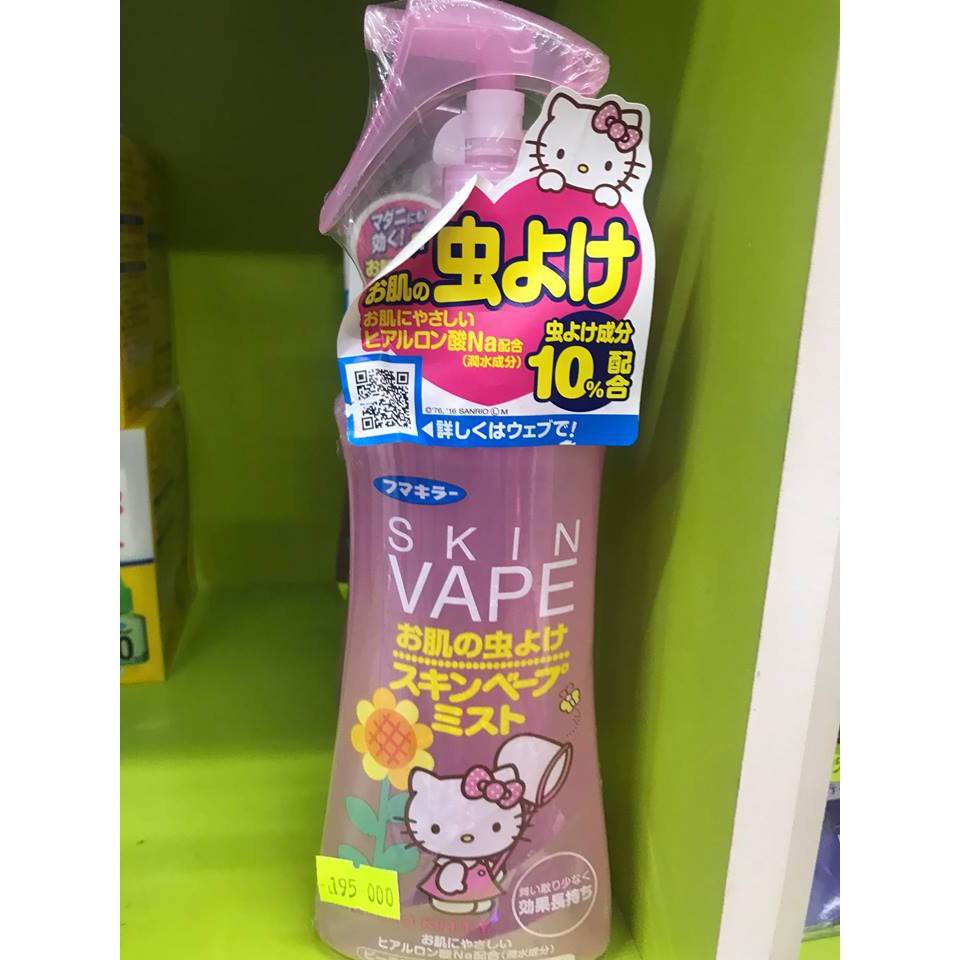 マダニにも
効く!
お肌の
虫よけ
お肌にやさしい
ヒアルロン酸Na配合
(潤水成分)
虫よけ成分
10%配合
©'76, '16 SANRIO Ⓛ M
◀詳しくはウェブで!
フマキラー
SKIN
VAPE
お肌の虫よけ
スキンベープ
ミスト
195 000
舞い散り少なく
効果長持ち
お肌にやさしい
ヒアルロン酸Na配合(潤水成分)